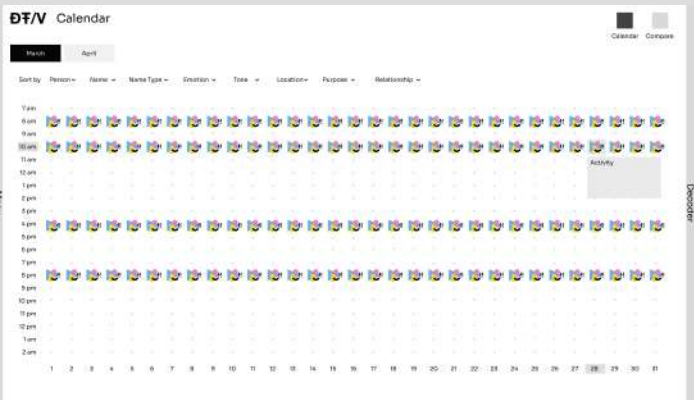 ĐŦ/V Calendar
Calendar Compare
March April
Sort by Person Name Name Type Emotion Tone Location Purpose Relationship
7 am
8 am
9 am
10 am
11 am
Activity
12 am
1 pm
2 pm
3 pm
4 pm
5 pm
6 pm
7 pm
8 pm
9 pm
10 pm
11 pm
12 pm
1 am
2 am
1 2 3 4 5 6 7 8 9 10 11 12 13 14 15 16 17 18 19 20 21 22 23 24 25 26 27 28 29 30 31
Decoder